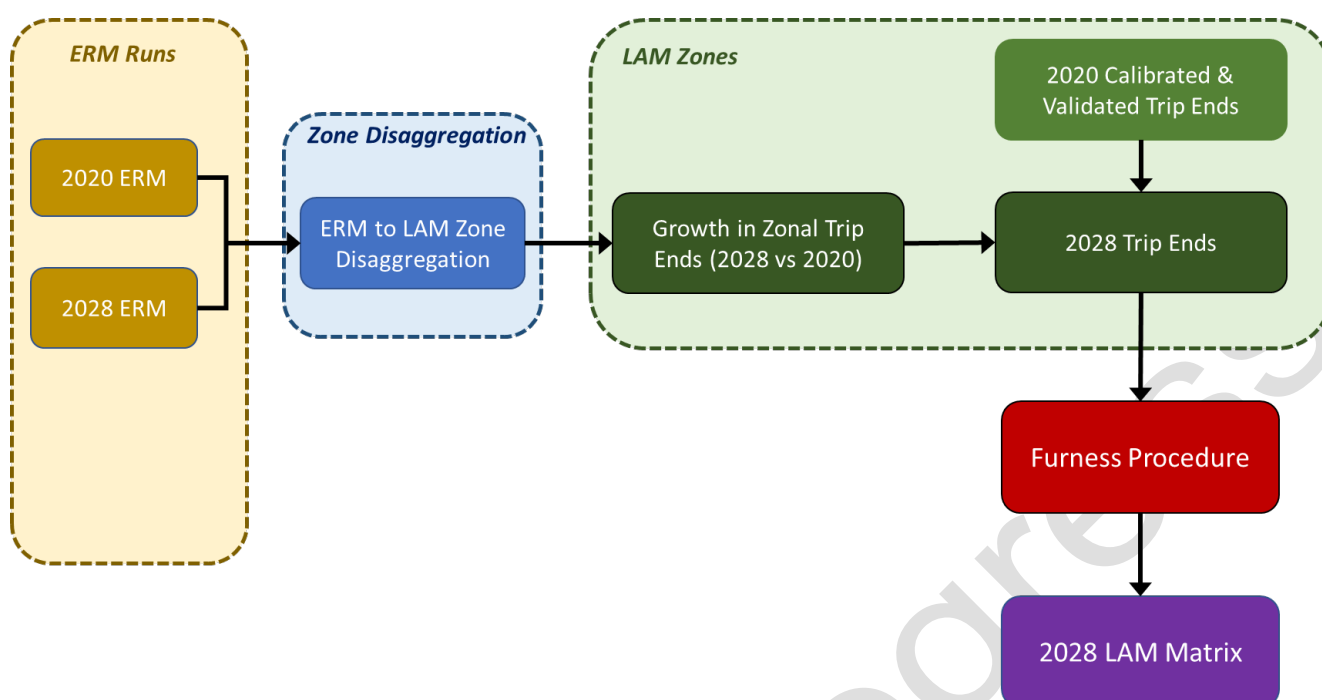 ERM Runs
2020 ERM
2028 ERM
Zone Disaggregation
ERM to LAM Zone
Disaggregation
LAM Zones
2020 Calibrated &
Validated Trip Ends
Growth in Zonal Trip
Ends (2028 vs 2020)
2028 Trip Ends
Furness Procedure
2028 LAM Matrix